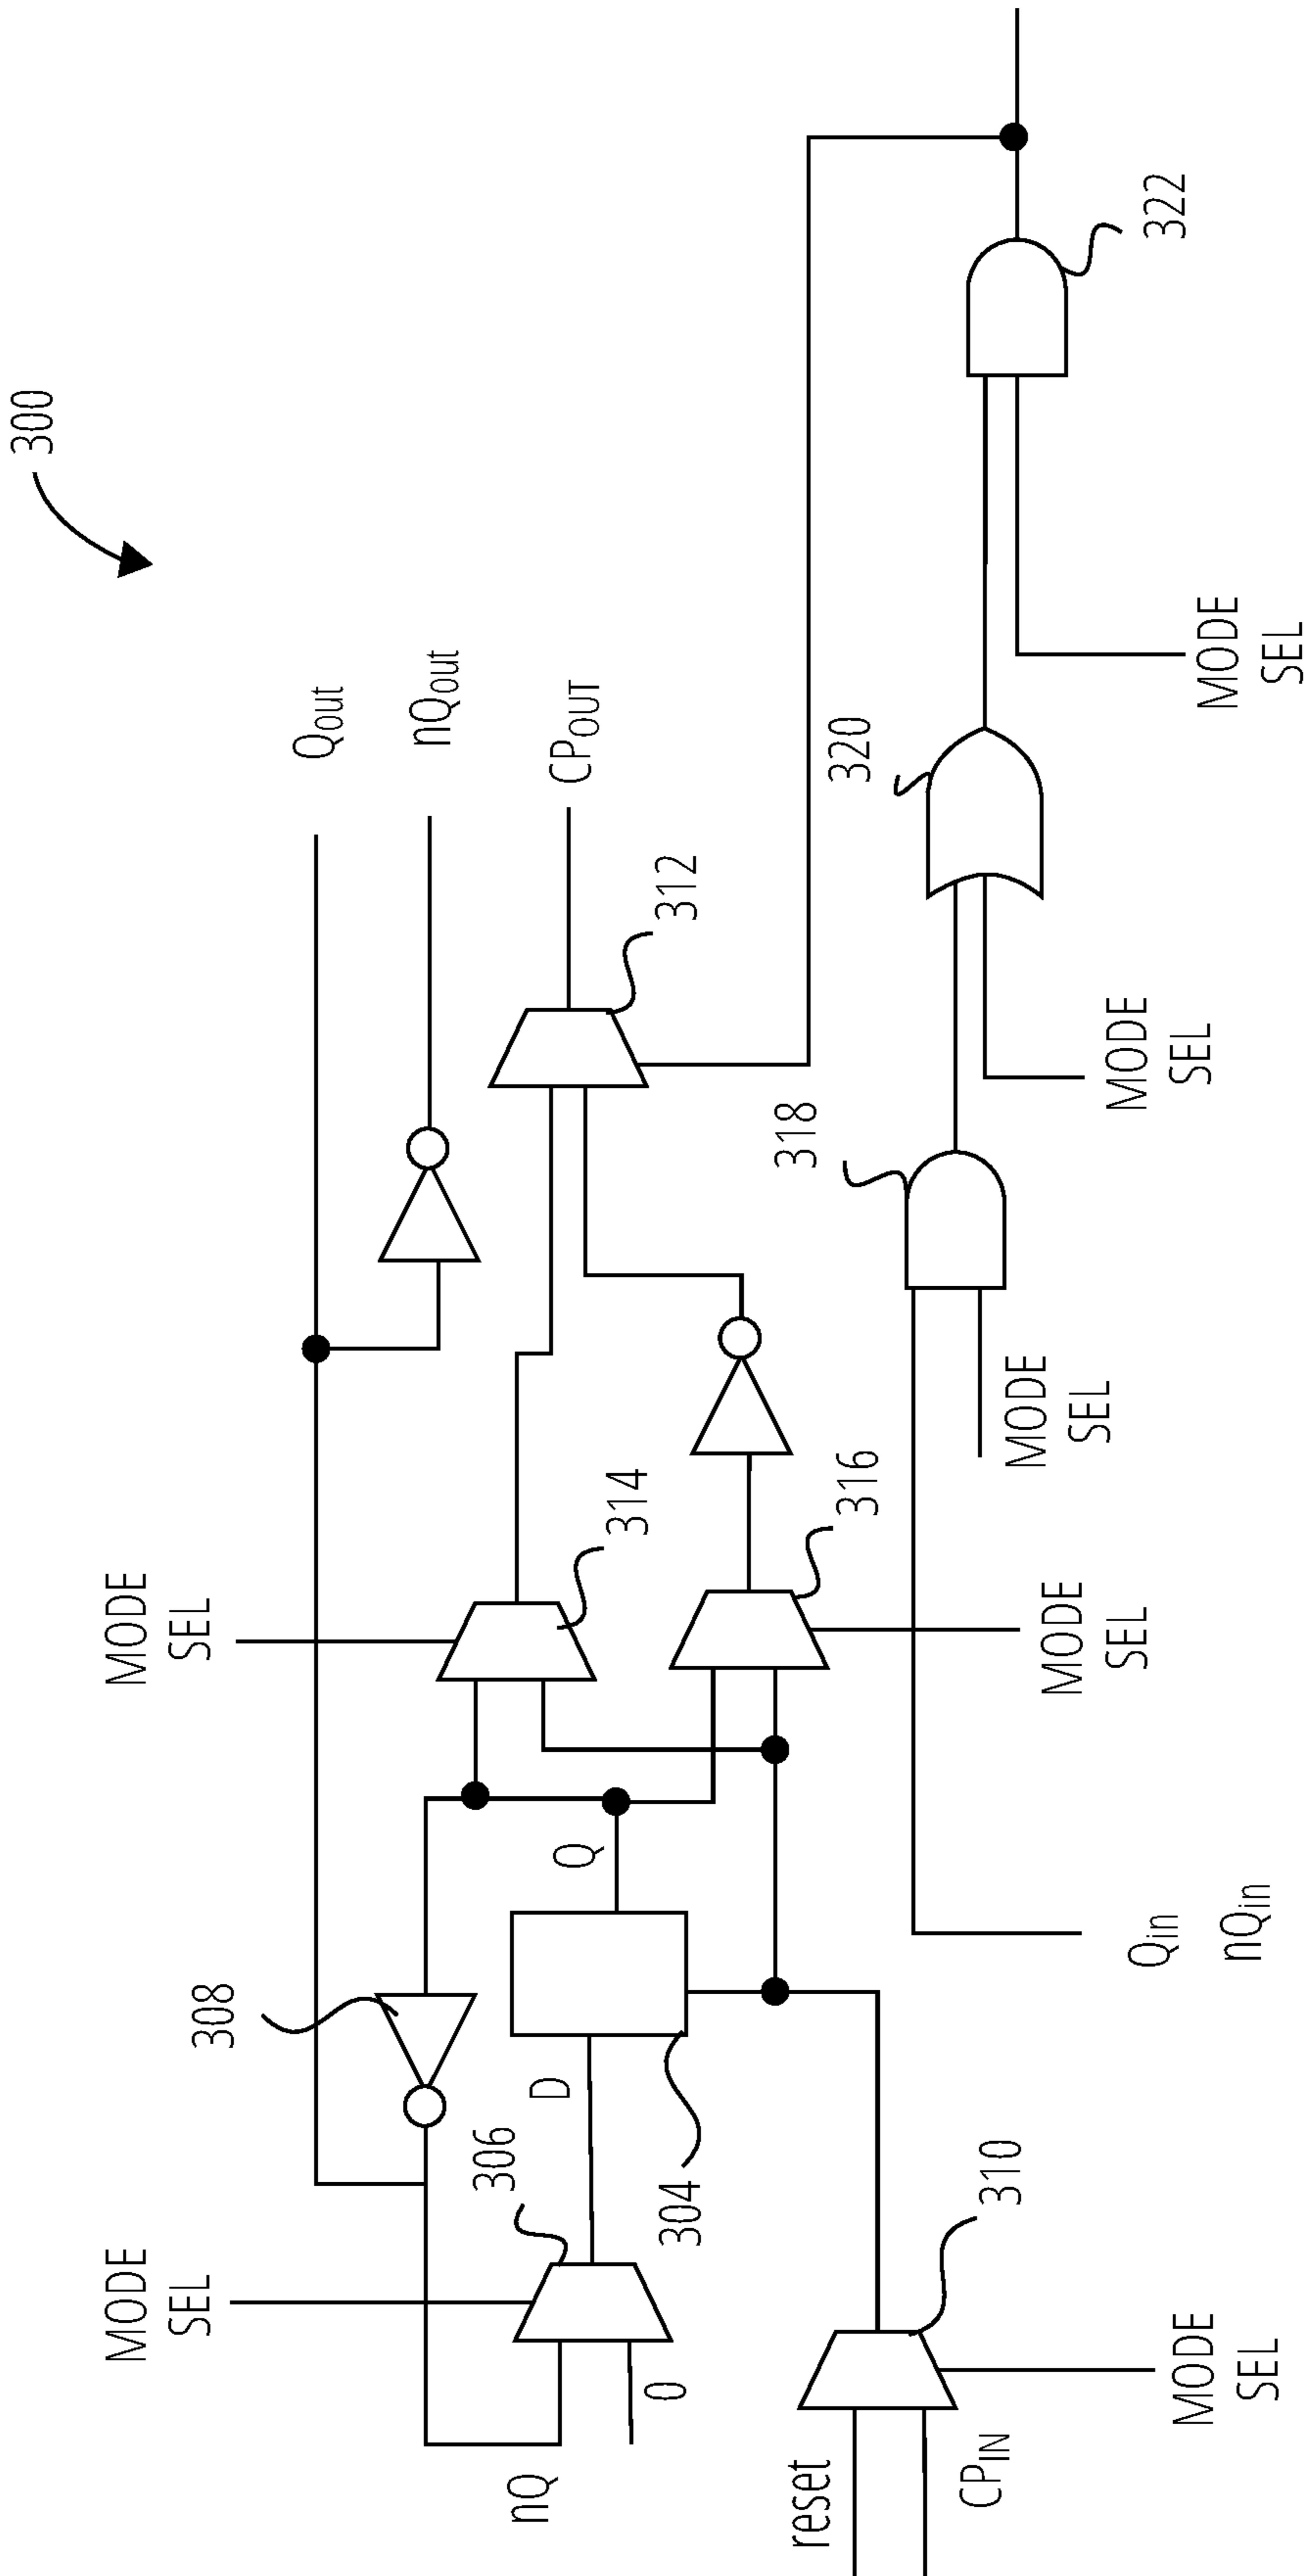 300
Qout
nQout
CPOUT
MODE
SEL
MODE
SEL
308
306
314
312
nQ
0
D
Q
304
316
reset
CPIN
310
MODE
SEL
MODE
SEL
Qin
nQin
318
MODE
SEL
320
MODE
SEL
322
MODE
SEL